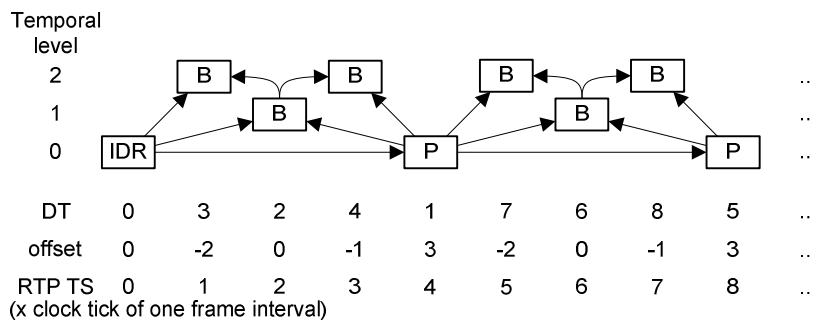 Temporal
level
2 B B B B ..
1 B B ..
0 IDR P P ..
DT 0 3 2 4 1 7 6 8 5 ..
offset 0 -2 0 -1 3 -2 0 -1 3 ..
RTP TS 0 1 2 3 4 5 6 7 8 ..
(x clock tick of one frame interval)